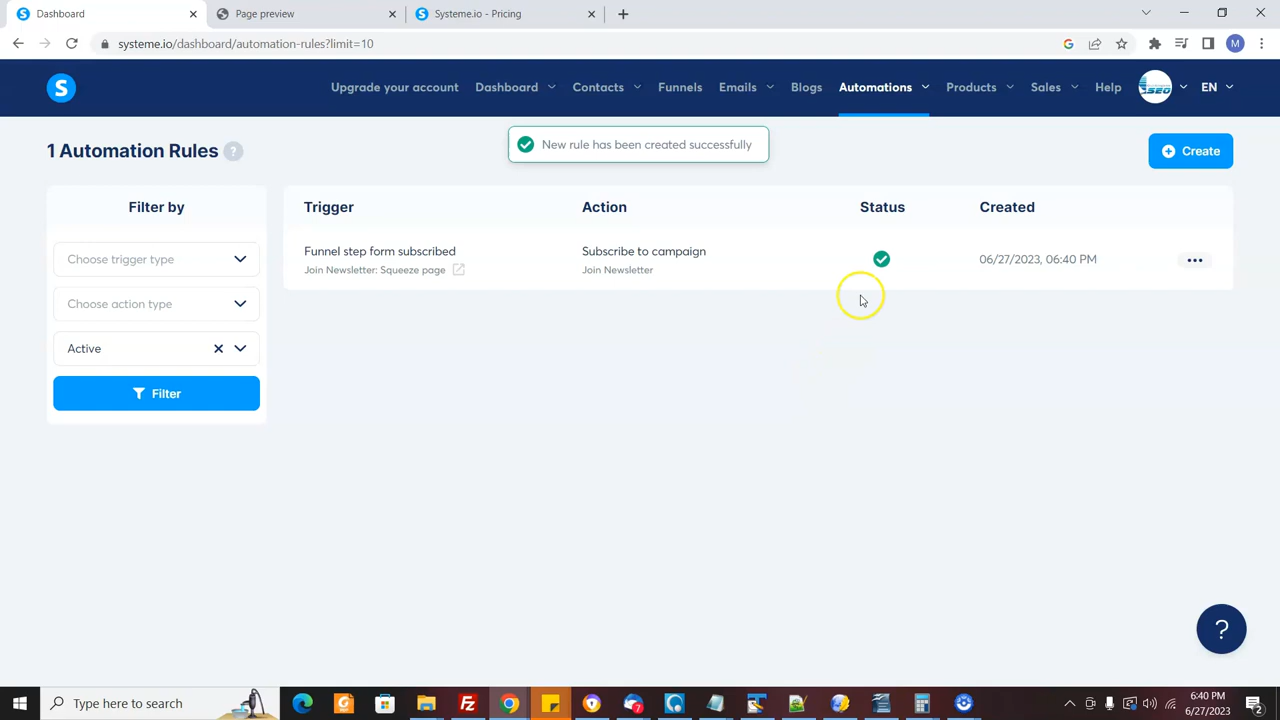 Dashboard
Page preview
Systeme.io - Pricing
systeme.io/dashboard/automation-rules?limit=10
M
S
Upgrade your account
Dashboard
Contacts
Funnels
Emails
Blogs
Automations
Products
Sales
Help
SEO
EN
1 Automation Rules ?
New rule has been created successfully
Create
Filter by
Choose trigger type
Choose action type
Active
Filter
Trigger
Action
Status
Created
Funnel step form subscribed
Subscribe to campaign
06/27/2023, 06:40 PM
Join Newsletter: Squeeze page
Join Newsletter
?
Type here to search
7
6:40 PM
6/27/2023
2